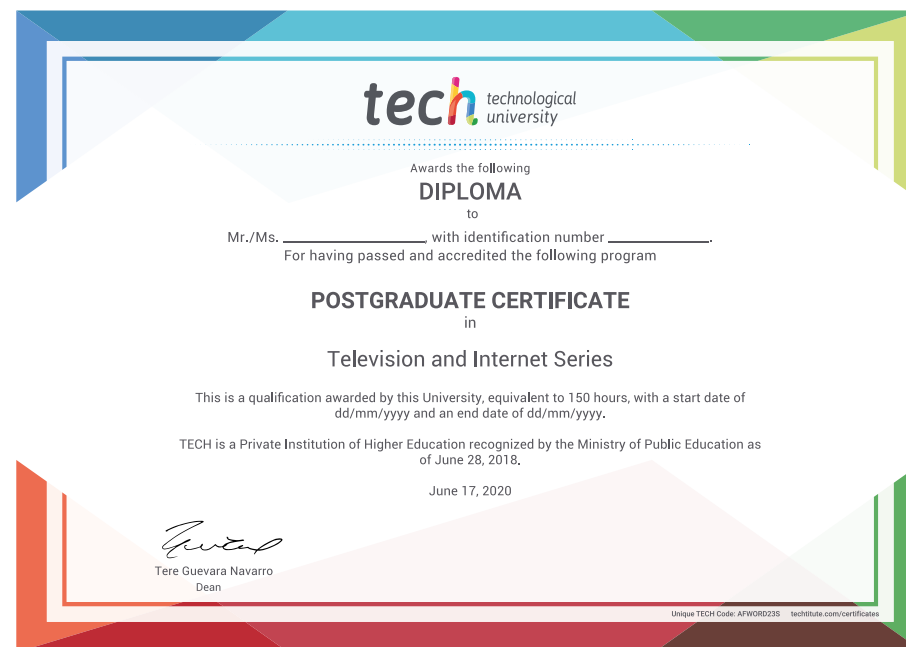 tech technological
university
Awards the following
DIPLOMA
to
Mr./Ms. ____________, with identification number ____________.
For having passed and accredited the following program
POSTGRADUATE CERTIFICATE
in
Television and Internet Series
This is a qualification awarded by this University, equivalent to 150 hours, with a start date of
dd/mm/yyyy and an end date of dd/mm/yyyy.
TECH is a Private Institution of Higher Education recognized by the Ministry of Public Education as
of June 28, 2018.
June 17, 2020
Tere Guevara Navarro
Dean
Unique TECH Code: AFWORD23S techtitute.com/certificates